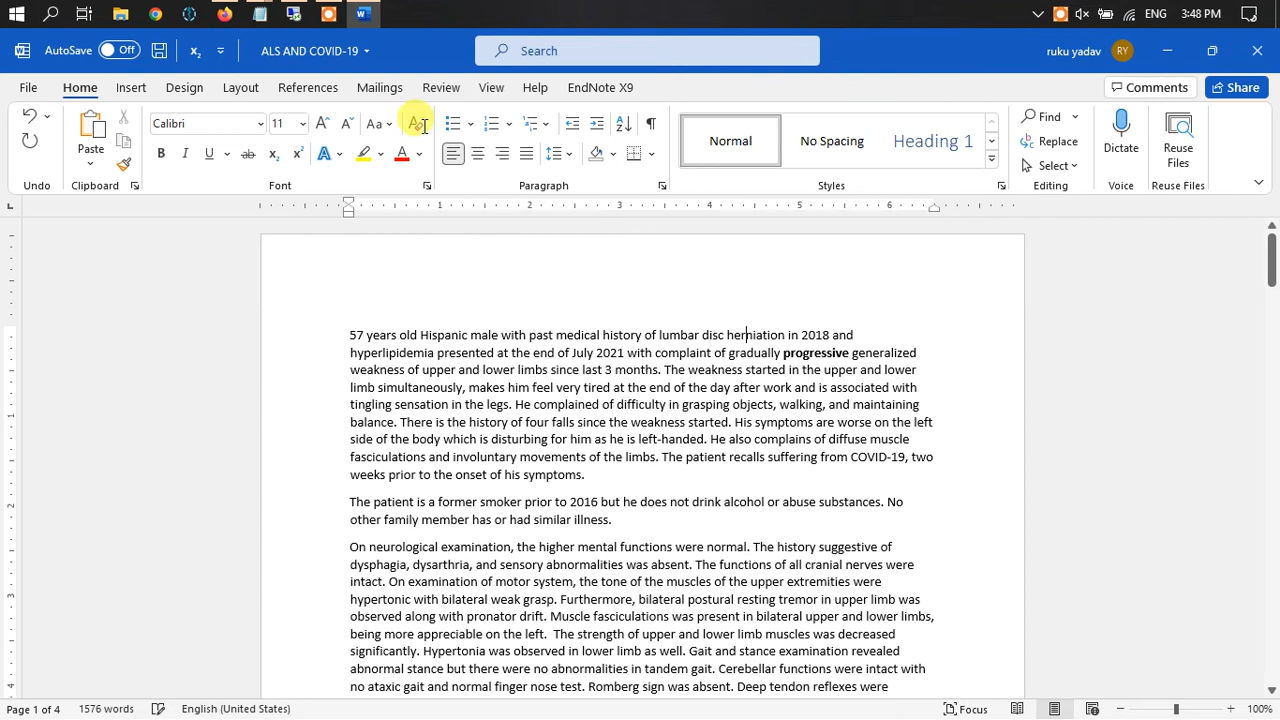 ENG 3:48 PM
AutoSave Off x₂ ALS AND COVID-19 Search ruku yadav RY
File Home Insert Design Layout References Mailings Review View Help EndNote X9 Comments Share
Calibri 11 Aa Normal No Spacing Heading 1 Find
Paste B I U ab x₂ x² A A Replace Dictate Reuse Files
Select
Undo Clipboard Font Paragraph Styles Editing Voice Reuse Files
1 2 3 4 5 6
57 years old Hispanic male with past medical history of lumbar disc herniation in 2018 and
hyperlipidemia presented at the end of July 2021 with complaint of gradually progressive generalized
weakness of upper and lower limbs since last 3 months. The weakness started in the upper and lower
limb simultaneously, makes him feel very tired at the end of the day after work and is associated with
tingling sensation in the legs. He complained of difficulty in grasping objects, walking, and maintaining
balance. There is the history of four falls since the weakness started. His symptoms are worse on the left
side of the body which is disturbing for him as he is left-handed. He also complains of diffuse muscle
fasciculations and involuntary movements of the limbs. The patient recalls suffering from COVID-19, two
weeks prior to the onset of his symptoms.
The patient is a former smoker prior to 2016 but he does not drink alcohol or abuse substances. No
other family member has or had similar illness.
On neurological examination, the higher mental functions were normal. The history suggestive of
dysphagia, dysarthria, and sensory abnormalities was absent. The functions of all cranial nerves were
intact. On examination of motor system, the tone of the muscles of the upper extremities were
hypertonic with bilateral weak grasp. Furthermore, bilateral postural resting tremor in upper limb was
observed along with pronator drift. Muscle fasciculations was present in bilateral upper and lower limbs,
being more appreciable on the left. The strength of upper and lower limb muscles was decreased
significantly. Hypertonia was observed in lower limb as well. Gait and stance examination revealed
abnormal stance but there were no abnormalities in tandem gait. Cerebellar functions were intact with
no ataxic gait and normal finger nose test. Romberg sign was absent. Deep tendon reflexes were
Page 1 of 4 1576 words English (United States) Focus 100%